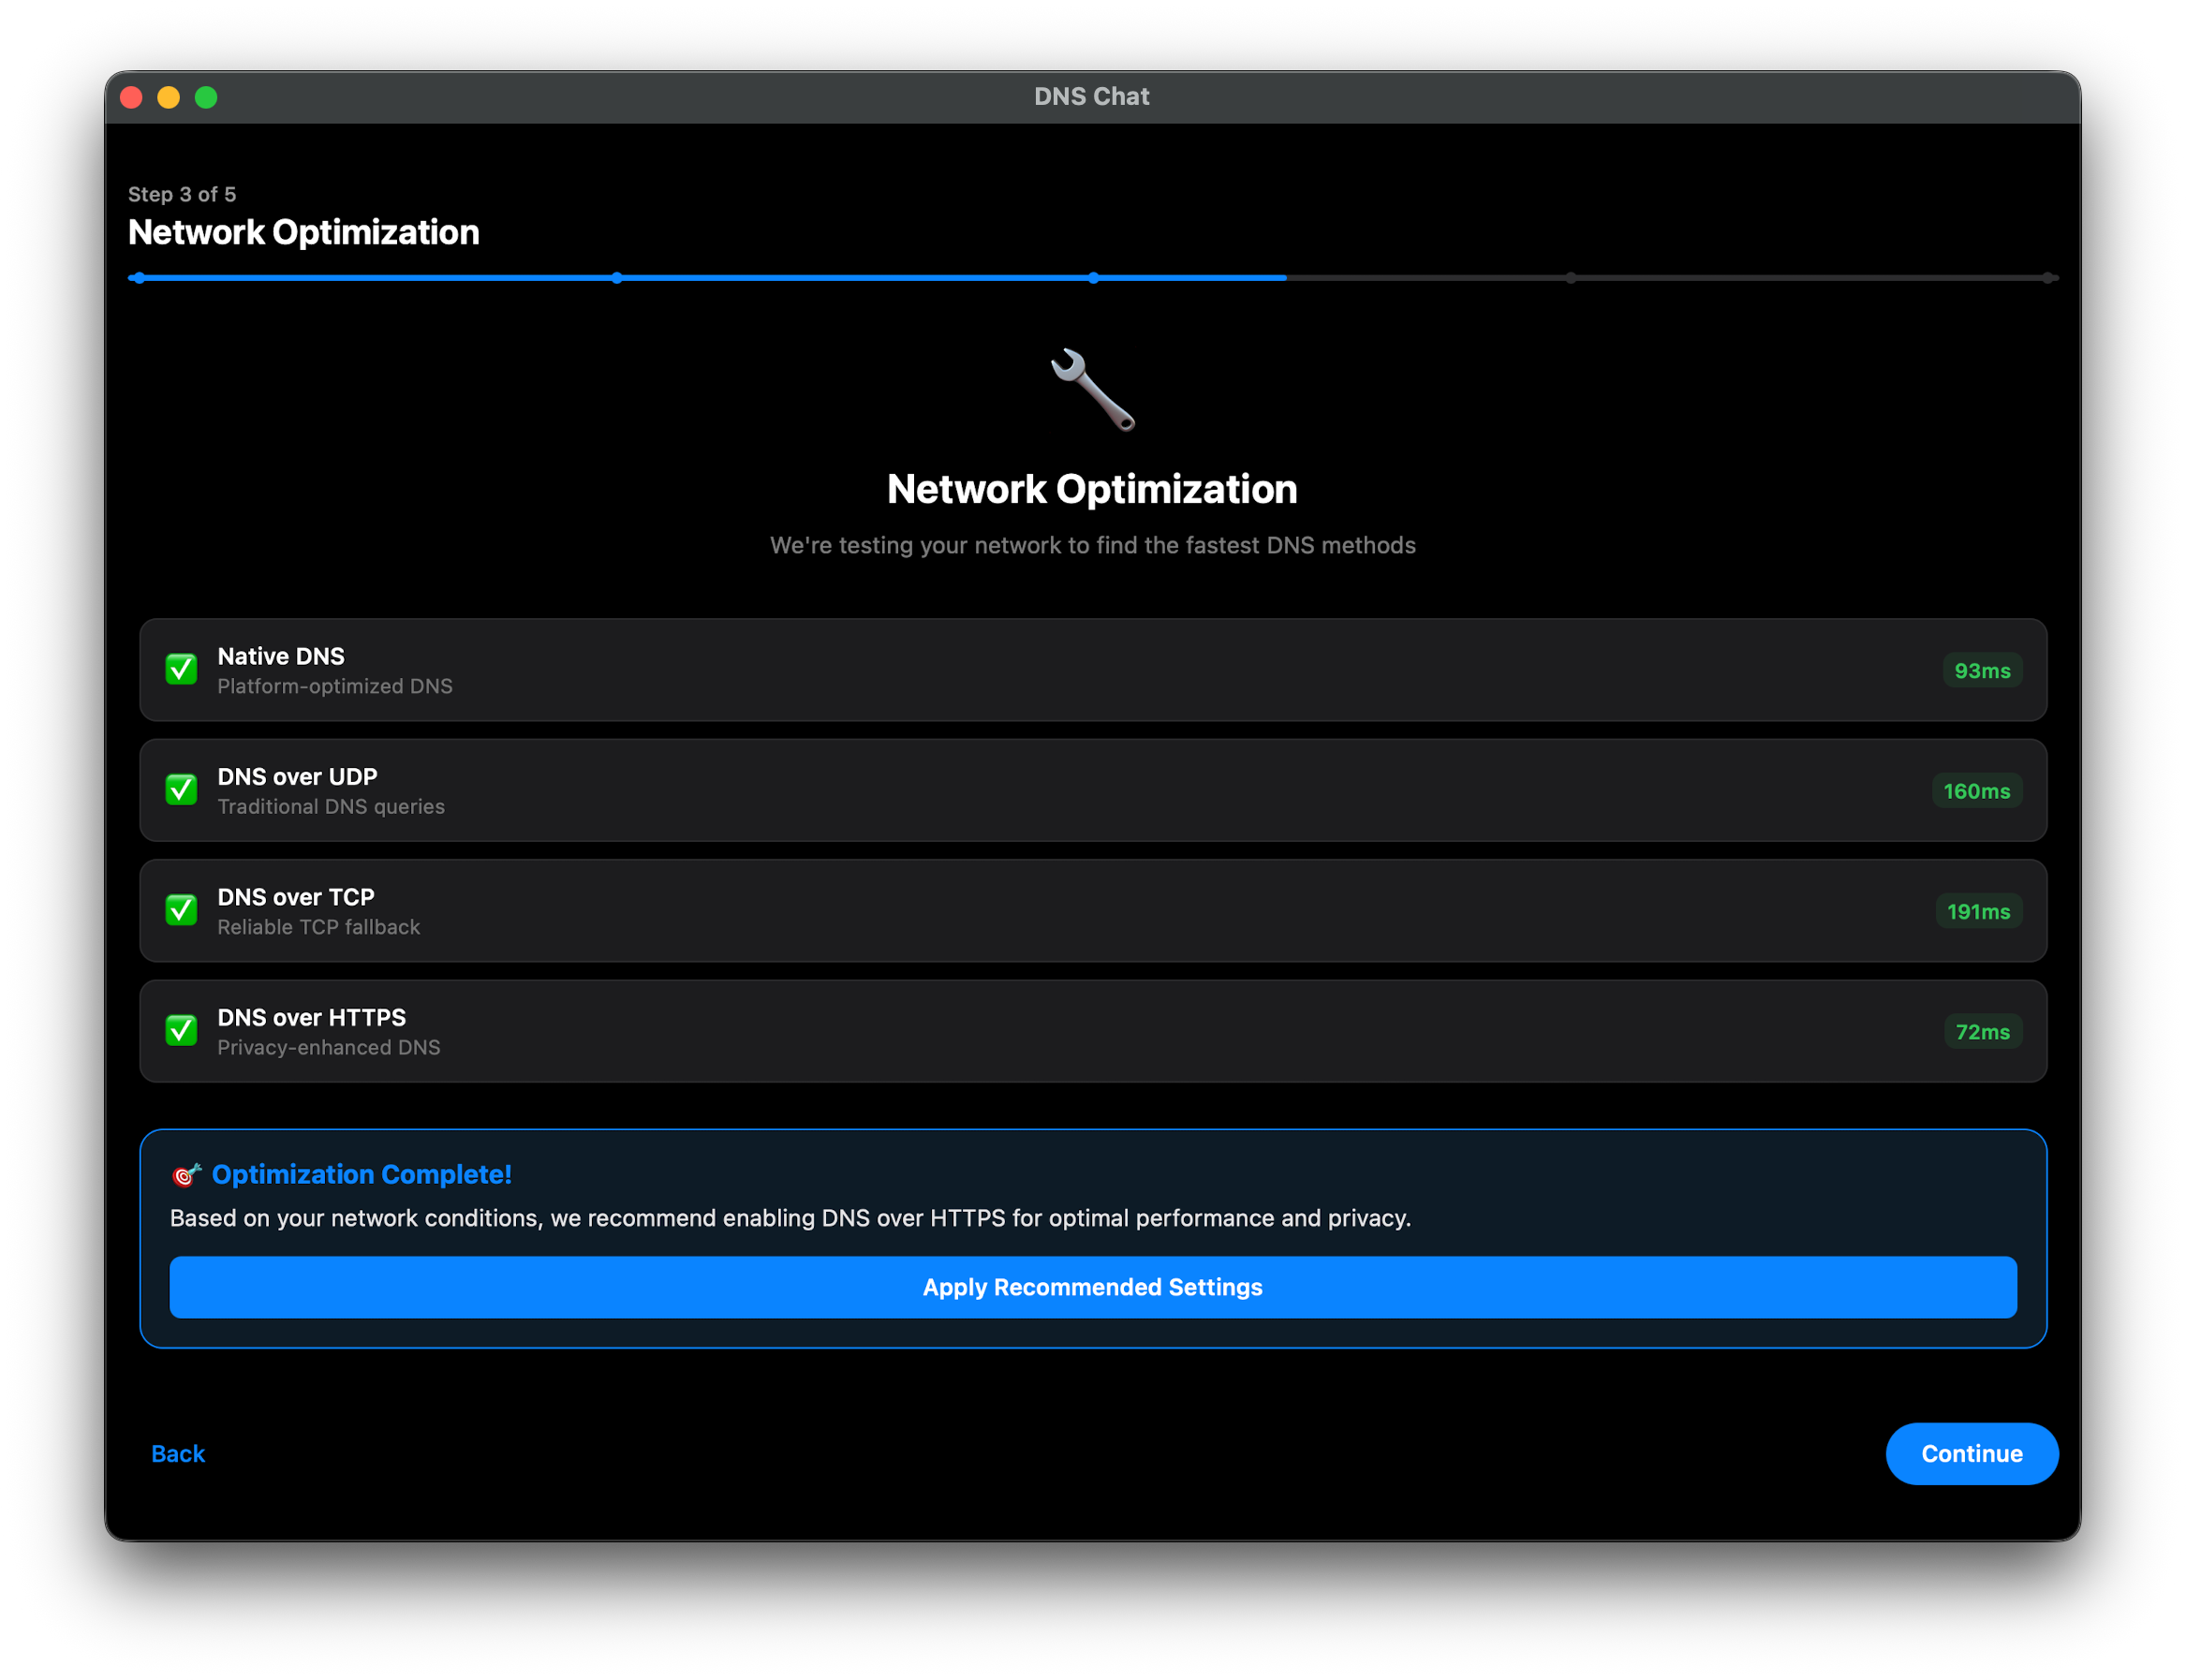 DNS Chat
Step 3 of 5
Network Optimization
Network Optimization
We're testing your network to find the fastest DNS methods
Native DNS
Platform-optimized DNS
93ms
DNS over UDP
Traditional DNS queries
160ms
DNS over TCP
Reliable TCP fallback
191ms
DNS over HTTPS
Privacy-enhanced DNS
72ms
🎯 Optimization Complete!
Based on your network conditions, we recommend enabling DNS over HTTPS for optimal performance and privacy.
Apply Recommended Settings
Back
Continue